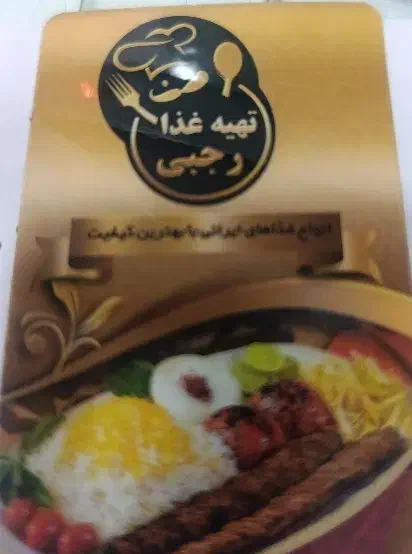 تهیه غذا
رجبی
انواع غذاهای ایرانی با بهترین کیفیت